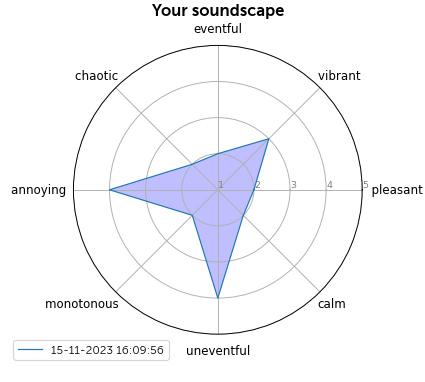 Your soundscape
eventful
chaotic
vibrant
annoying
1 2 3 4 5
pleasant
monotonous
calm
uneventful
15-11-2023 16:09:56